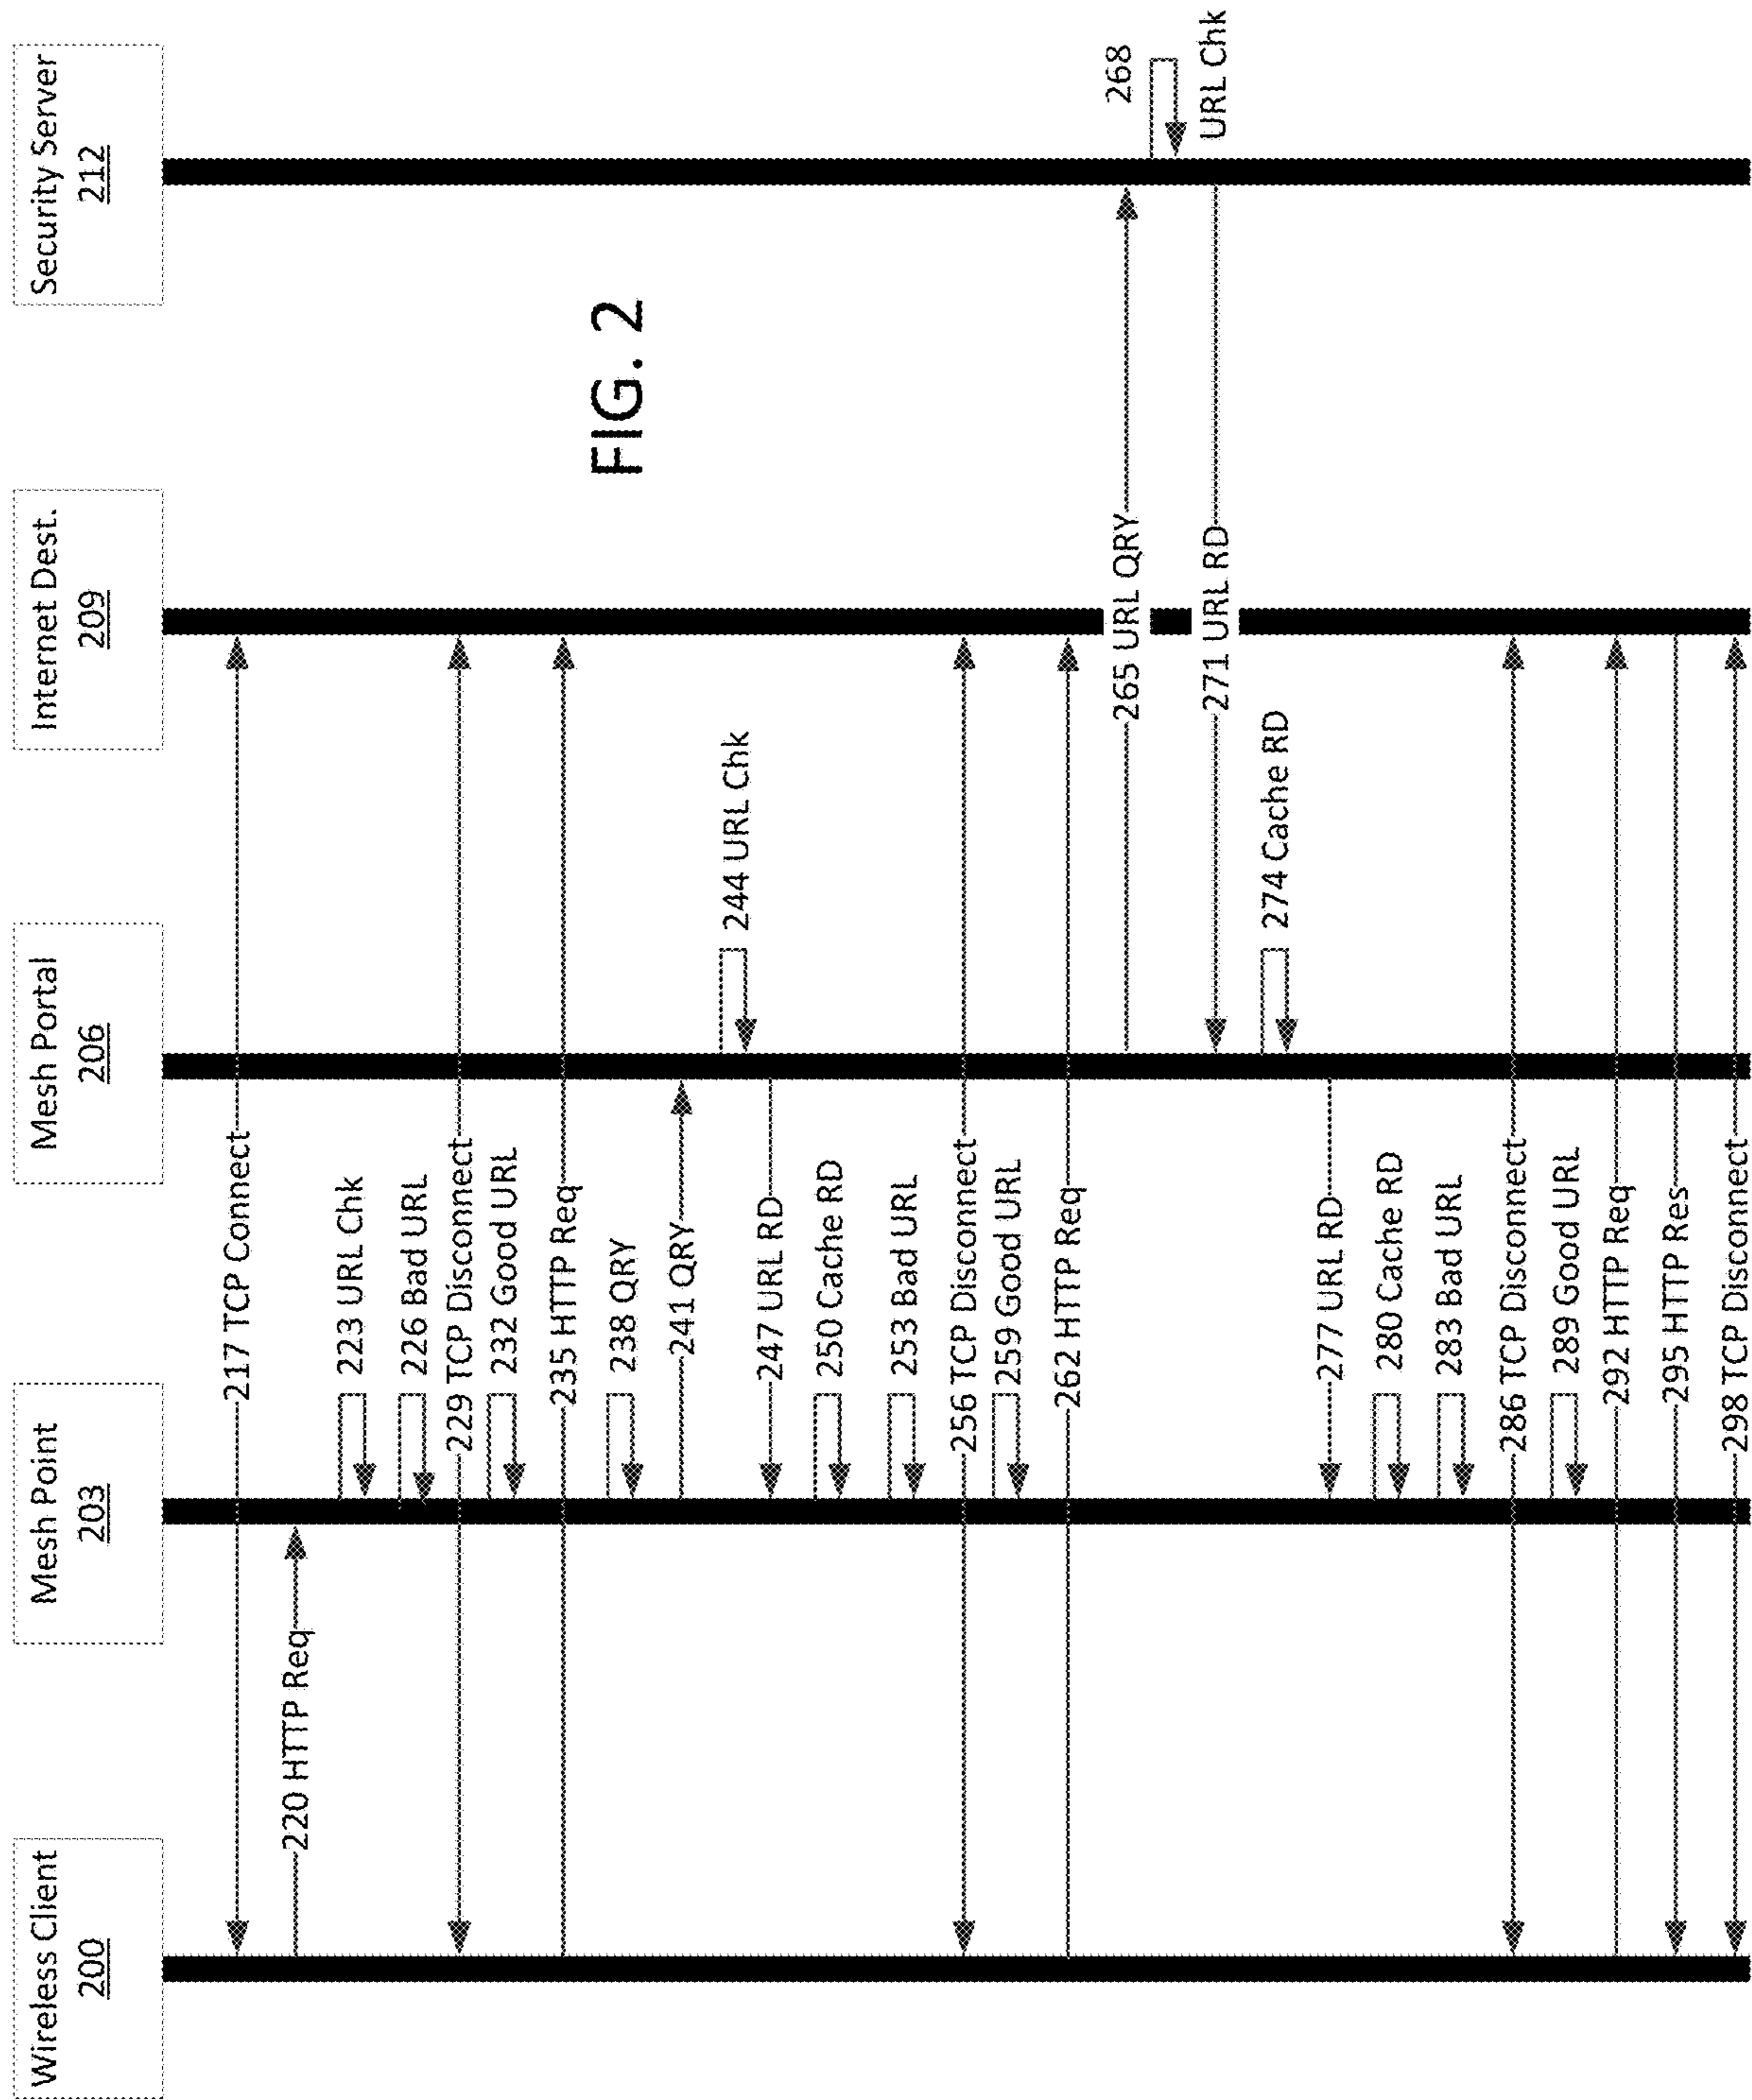 Wireless Client
200
Mesh Point
203
Mesh Portal
206
Internet Dest.
209
Security Server
212
217 TCP Connect
220 HTTP Req
223 URL Chk
226 Bad URL
229 TCP Disconnect
232 Good URL
235 HTTP Req
238 QRY
241 QRY
244 URL Chk
247 URL RD
250 Cache RD
253 Bad URL
256 TCP Disconnect
259 Good URL
262 HTTP Req
265 URL QRY
268
URL Chk
271 URL RD
274 Cache RD
277 URL RD
280 Cache RD
283 Bad URL
286 TCP Disconnect
289 Good URL
292 HTTP Req
295 HTTP Res
298 TCP Disconnect
FIG. 2